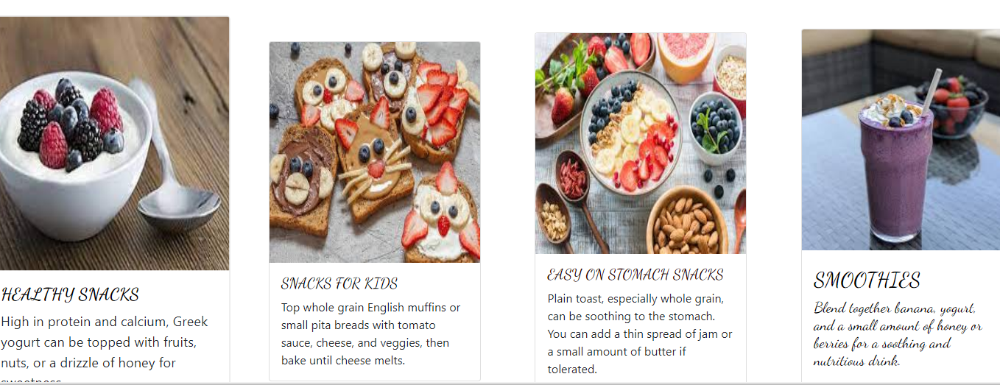 HEALTHY SNACKS
High in protein and calcium, Greek
yogurt can be topped with fruits,
nuts, or a drizzle of honey for
SNACKS FOR KIDS
Top whole grain English muffins or
small pita breads with tomato
sauce, cheese, and veggies, then
bake until cheese melts.
EASY ON STOMACH SNACKS
Plain toast, especially whole grain,
can be soothing to the stomach.
You can add a thin spread of jam or
a small amount of butter if
tolerated.
SMOOTHIES
Blend together banana, yogurt,
and a small amount of honey or
berries for a soothing and
nutritious drink.